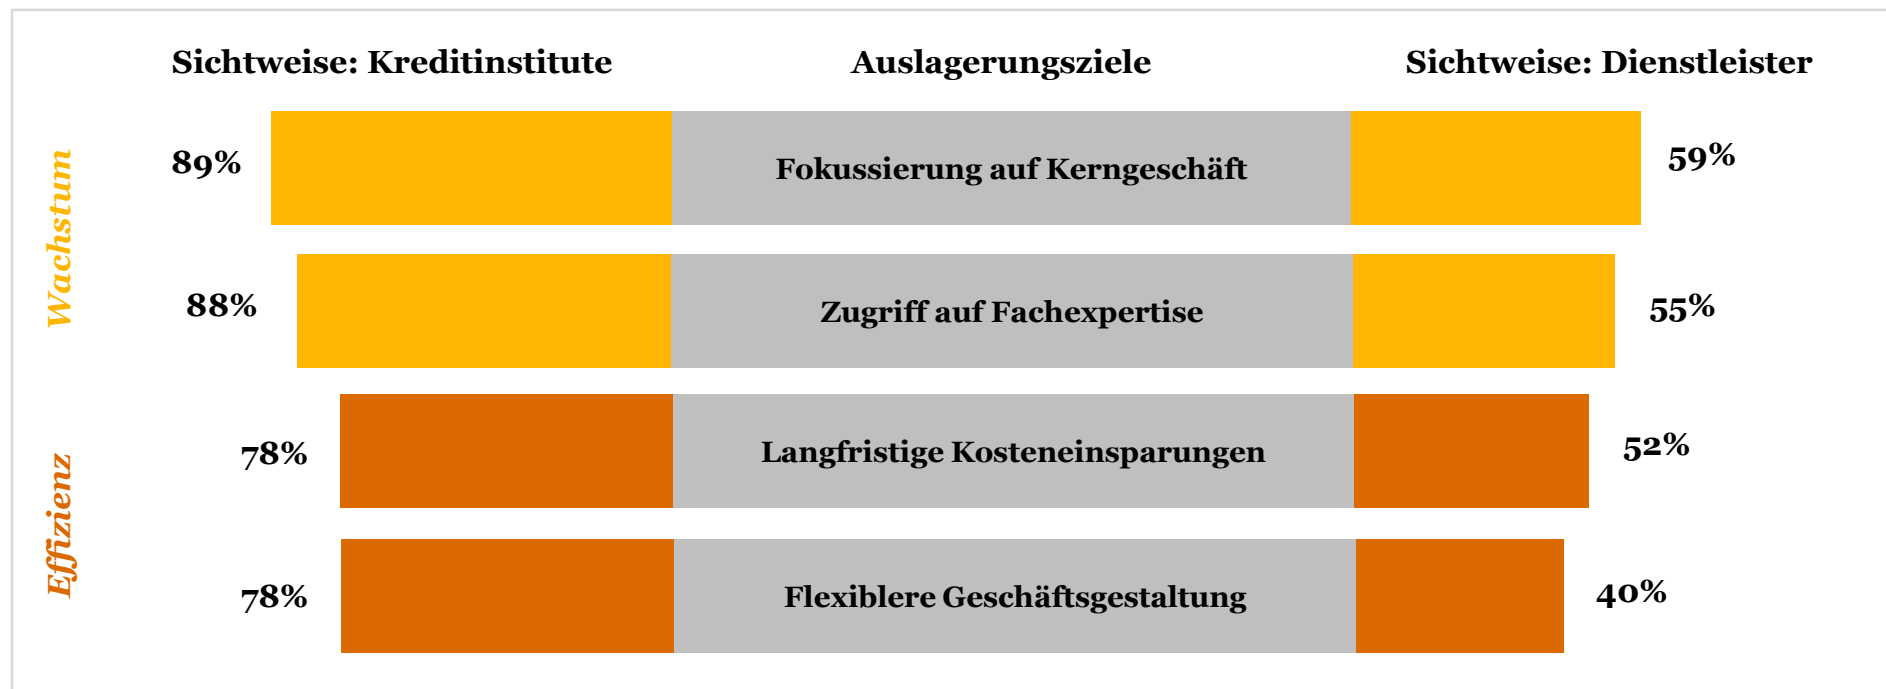 Sichtweise: Kreditinstitute
Auslagerungsziele
Sichtweise: Dienstleister
Wachstum
89%
Fokussierung auf Kerngeschäft
59%
88%
Zugriff auf Fachexpertise
55%
Effizienz
78%
Langfristige Kosteneinsparungen
52%
78%
Flexiblere Geschäftsgestaltung
40%